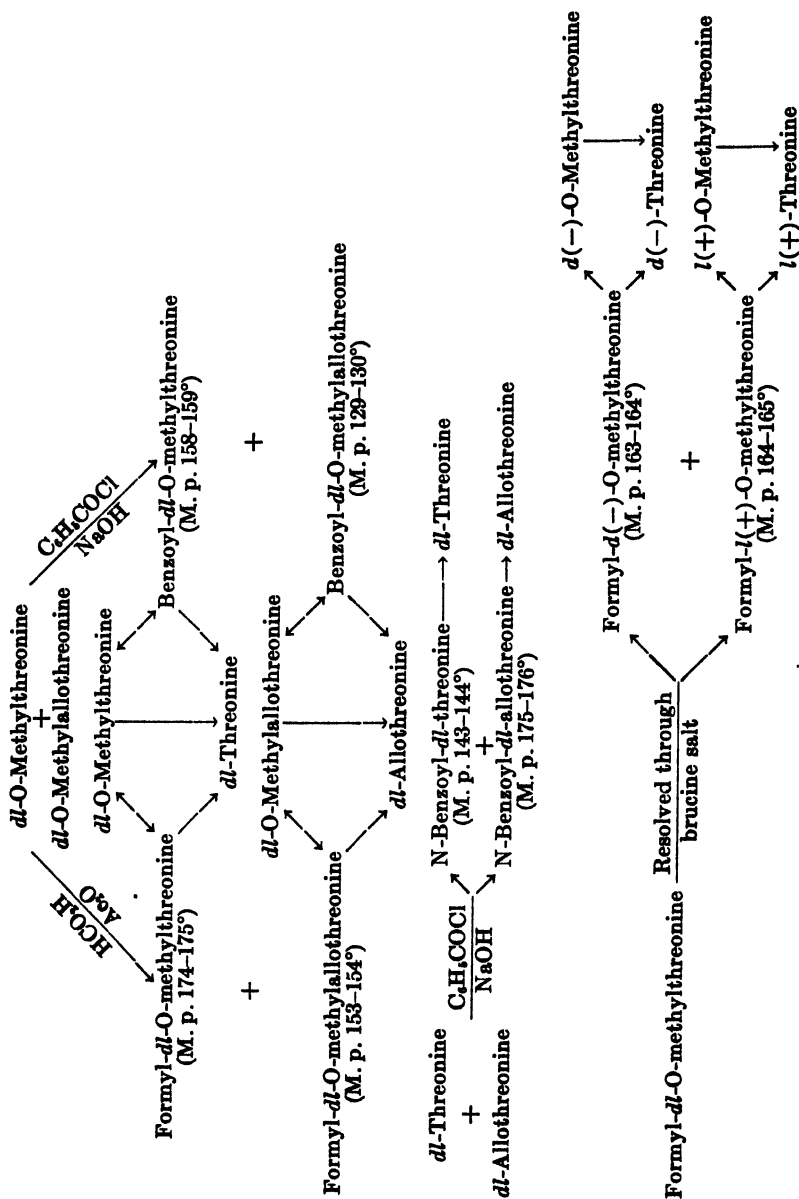 dl-O-Methylthreonine
+
dl-O-Methylallothreonine
HCO₂H
Ac₂O
C₆H₅COCl
NaOH
dl-O-Methylthreonine
Formyl-dl-O-methylthreonine
(M. p. 174–175°)
Benzoyl-dl-O-methylthreonine
(M. p. 158–159°)
dl-Threonine
+
+
dl-O-Methylallothreonine
Formyl-dl-O-methylallothreonine
(M. p. 153–154°)
Benzoyl-dl-O-methylallothreonine
(M. p. 129–130°)
dl-Allothreonine
dl-Threonine
+
dl-Allothreonine
C₆H₅COCl
NaOH
N-Benzoyl-dl-threonine⟶dl-Threonine
(M. p. 143–144°)
+
N-Benzoyl-dl-allothreonine→dl-Allothreonine
(M. p. 175–176°)
Formyl-dl-O-methylthreonine
Resolved through
brucine salt
Formyl-d(−)-O-methylthreonine
(M. p. 163–164°)
+
Formyl-l(+)-O-methylthreonine
(M. p. 164–165°)
d(−)-O-Methylthreonine
d(−)-Threonine
l(+)-O-Methylthreonine
l(+)-Threonine